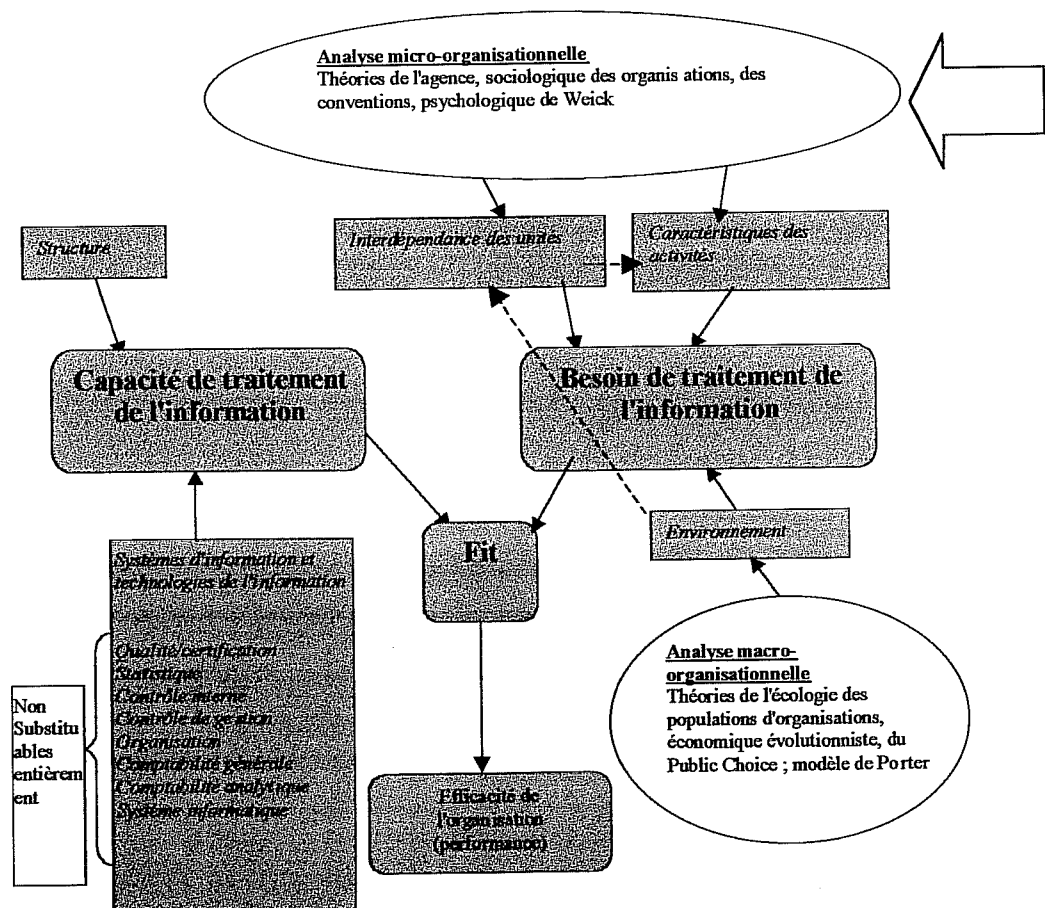 Analyse micro-organisationnelle
Théories de l'agence, sociologique des organis ations, des
conventions, psychologique de Weick
Structure
Interdépendance des unités
Caractéristiques des
activités
Capacité de traitement
de l'information
Besoin de traitement de
l'information
Fit
Environnement
Systèmes d'information et
technologies de l'information
Qualité/certification
Statistique
Contrôle interne
Contrôle de gestion
Organisation
Comptabilité générale
Comptabilité analytique
Système informatique
Non
Substitu
ables
entièrem
ent
Analyse macro-
organisationnelle
Théories de l'écologie des
populations d'organisations,
économique évolutionniste, du
Public Choice ; modèle de Porter
Efficacité de
l'organisation
(performance)